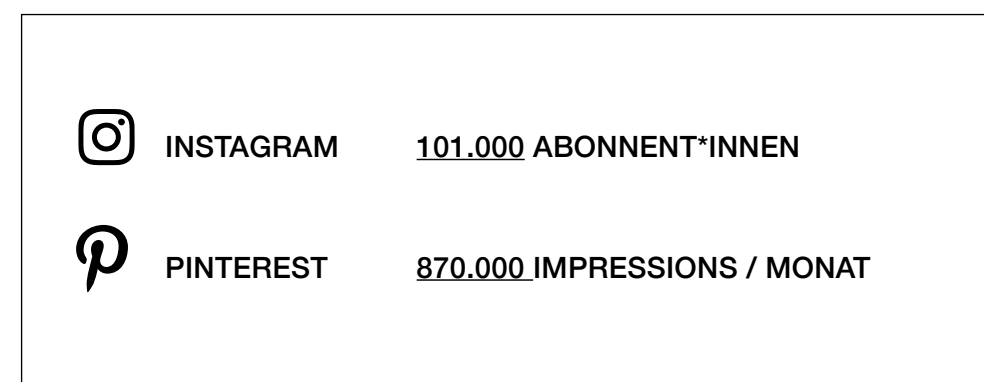 INSTAGRAM 101.000 ABONNENT*INNEN
PINTEREST 870.000 IMPRESSIONS / MONAT